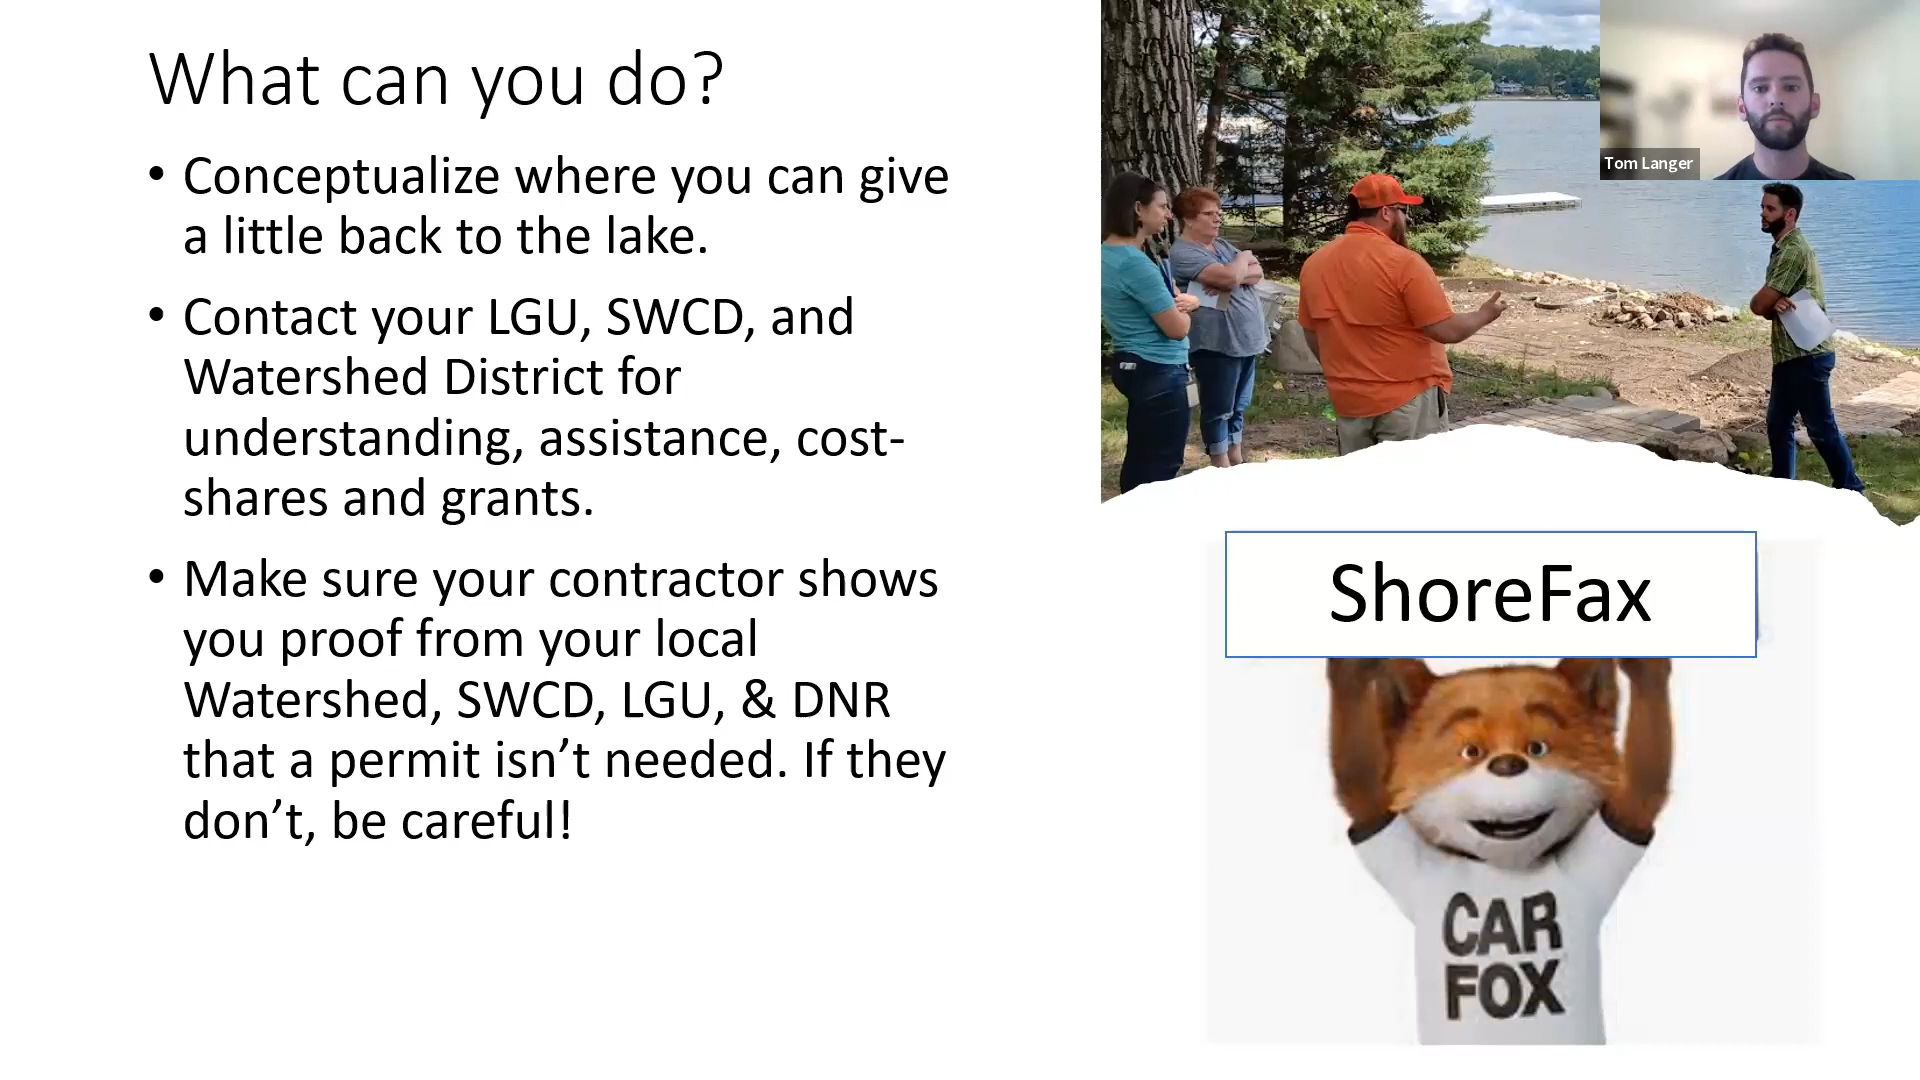 What can you do?
• Conceptualize where you can give
a little back to the lake.
• Contact your LGU, SWCD, and
Watershed District for
understanding, assistance, cost-
shares and grants.
• Make sure your contractor shows
you proof from your local
Watershed, SWCD, LGU, & DNR
that a permit isn’t needed. If they
don’t, be careful!
Tom Langer
ShoreFax
CAR
FOX